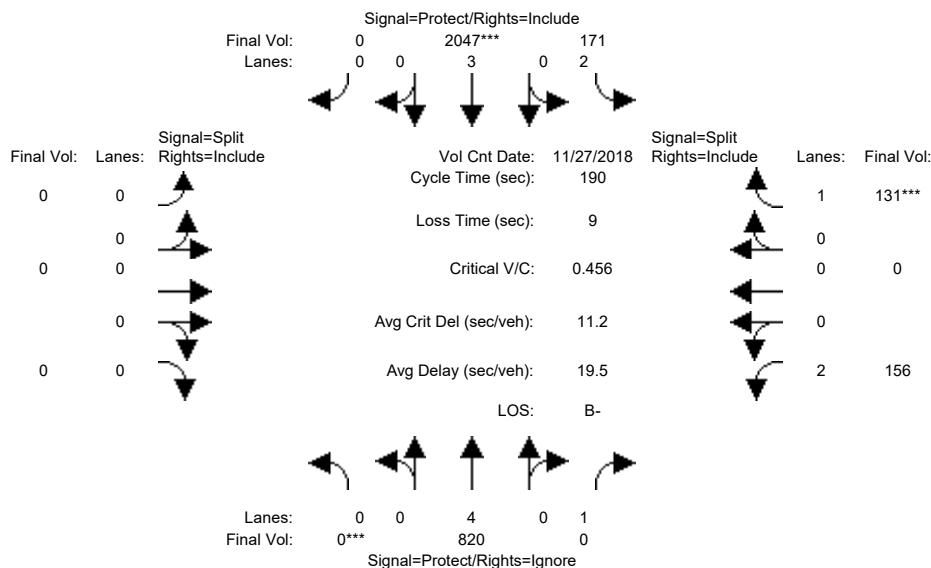 Signal=Protect/Rights=Include
Final Vol: 0 2047*** 171
Lanes: 0 0 3 0 2
Signal=Split Signal=Split
Final Vol: Lanes: Rights=Include Vol Cnt Date: 11/27/2018 Rights=Include Lanes: Final Vol:
Cycle Time (sec): 190
0 0 1 131***
Loss Time (sec): 9
0 0
0 0 Critical V/C: 0.456 0 0
0 Avg Crit Del (sec/veh): 11.2 0
0 0 Avg Delay (sec/veh): 19.5 2 156
LOS: B-
Lanes: 0 0 4 0 1
Final Vol: 0*** 820 0
Signal=Protect/Rights=Ignore